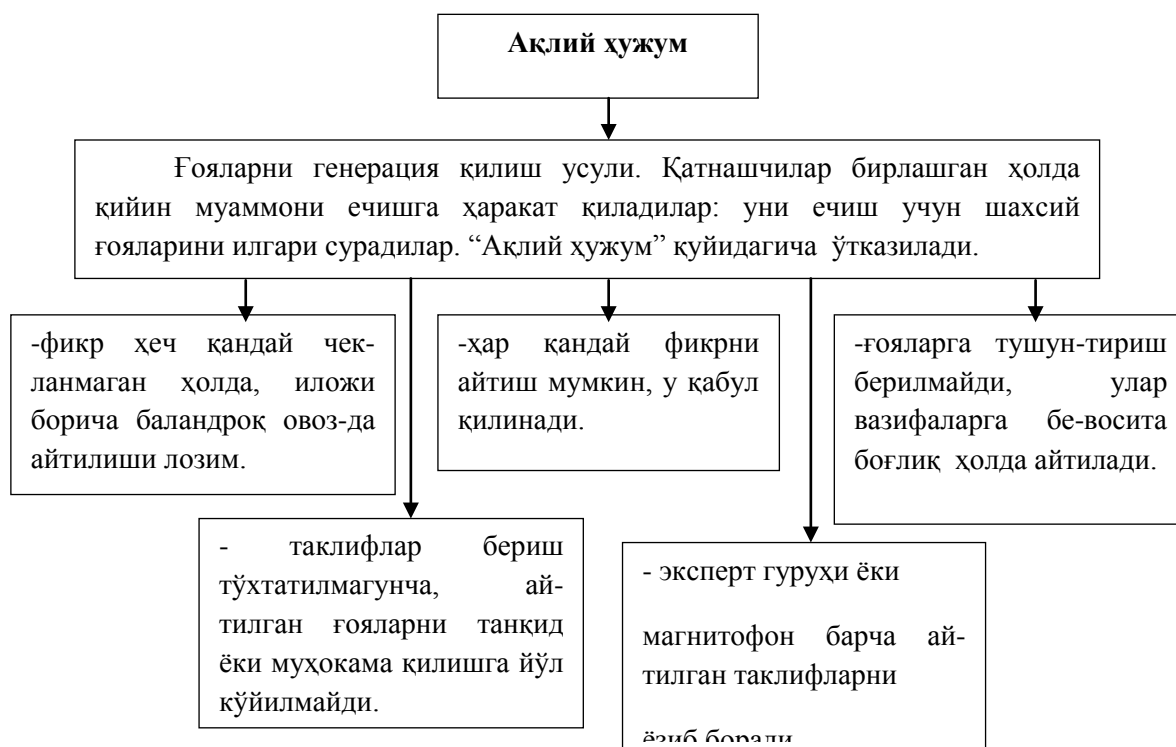 Ақлий ҳужум
Ғояларни генерация қилиш усули. Қатнашчилар бирлашган ҳолда
қийин муаммони ечишга ҳаракат қиладилар: уни ечиш учун шахсий
ғояларини илгари сурадилар. “Ақлий ҳужум” қуйидагича ўтказилади.
-фикр ҳеч қандай чек-
ланмаган ҳолда, иложи
борича баландроқ овоз-да
айтилиши лозим.
-ҳар қандай фикрни
айтиш мумкин, у қабул
қилинади.
-ғояларга тушун-тириш
берилмайди, улар
вазифаларга бе-восита
боғлиқ ҳолда айтилади.
- таклифлар бериш
тўхтатилмагунча, ай-
тилган ғояларни танқид
ёки муҳокама қилишга йўл
кўйилмайди.
- эксперт гуруҳи ёки
магнитофон барча ай-
тилган таклифларни
ёзиб боради